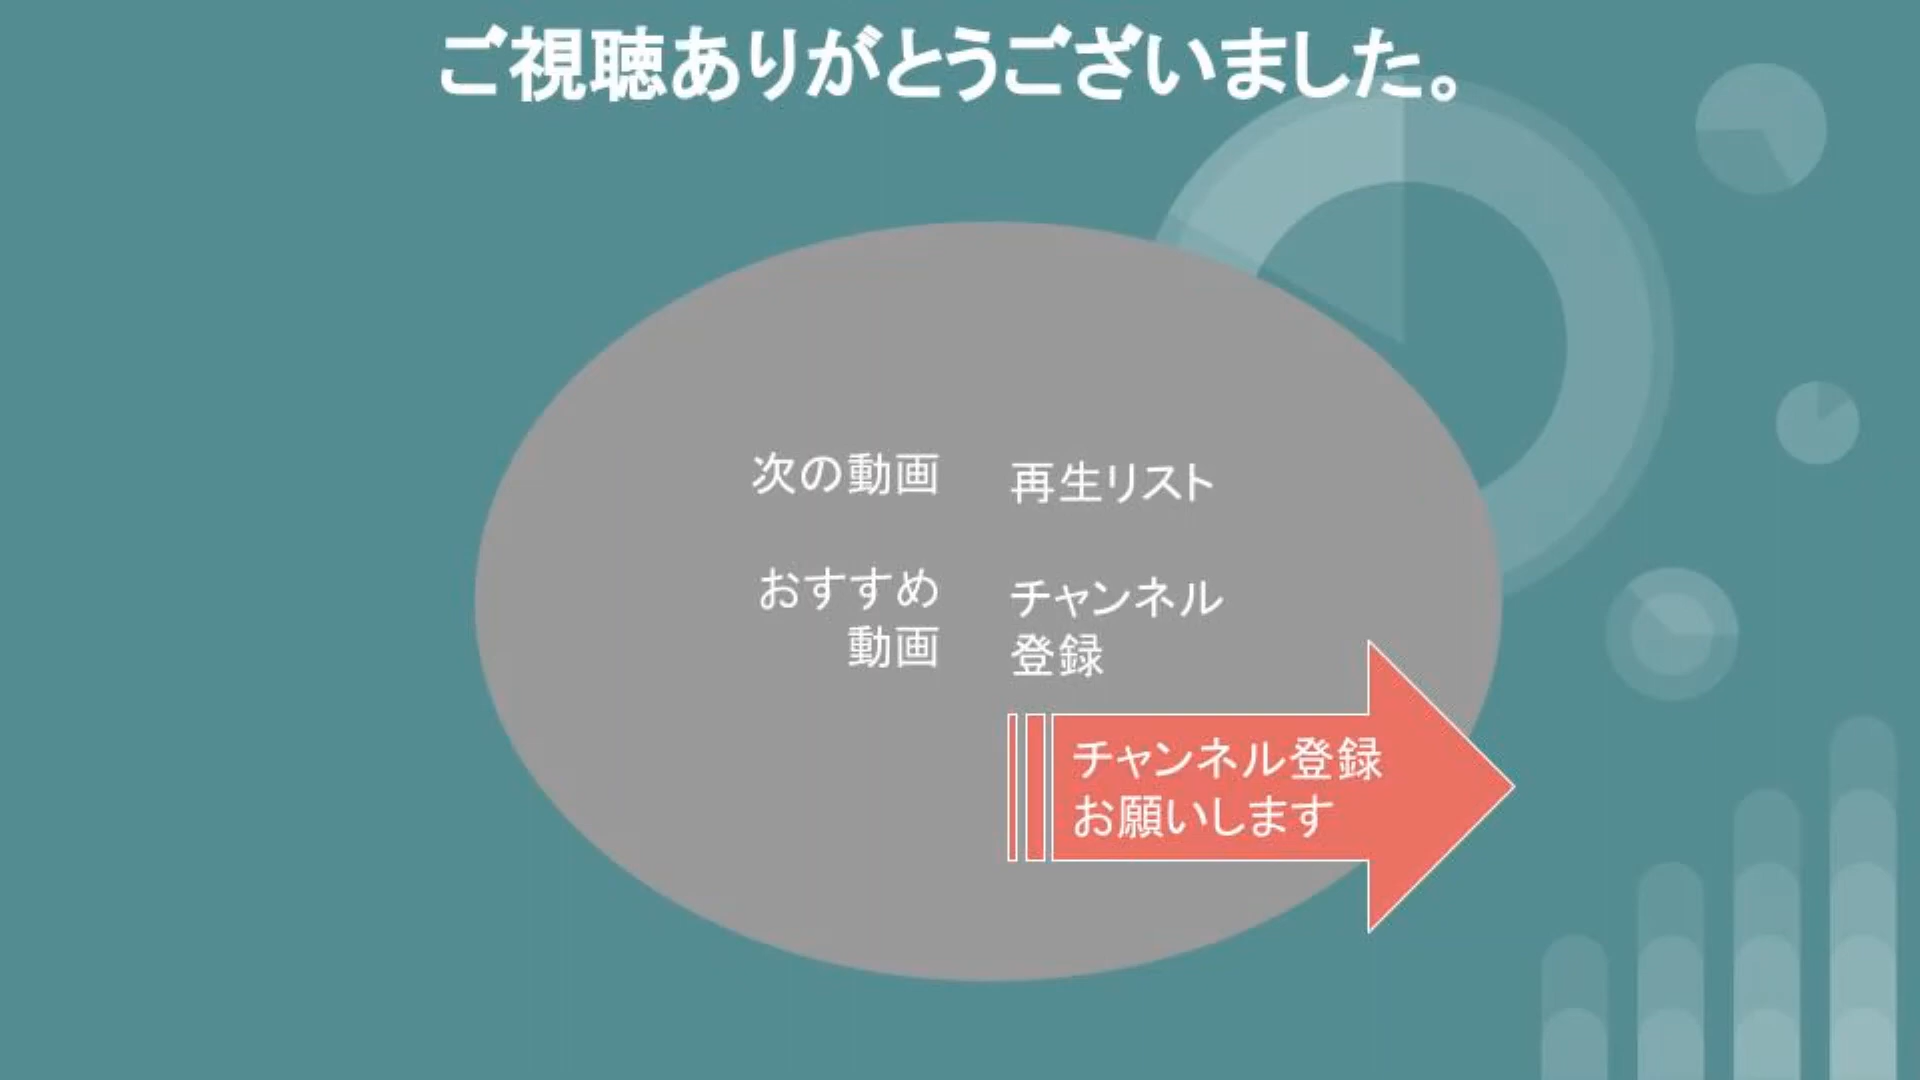 ご視聴ありがとうございました。
次の動画
再生リスト
おすすめ
動画
チャンネル
登録
チャンネル登録
お願いします